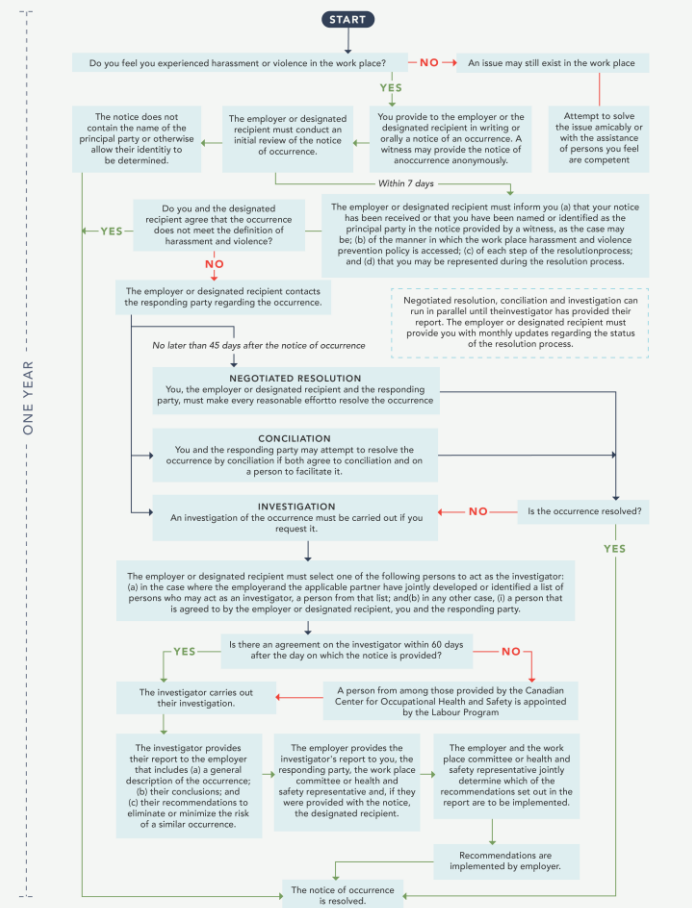 START
Do you feel you experienced harassment or violence in the work place?
NO
An issue may still exist in the work place
YES
The notice does not
contain the name of the
principal party or otherwise
allow their identitiy to
be determined.
The employer or designated
recipient must conduct an
initial review of the notice
of occurrence.
You provide to the employer or the
designated recipient in writing or
orally a notice of an occurrence. A
witness may provide the notice of
anoccurrence anonymously.
Attempt to solve
the issue amicably or
with the assistance
of persons you feel
are competent
Within 7 days
Do you and the designated
recipient agree that the occurrence
does not meet the definition of
harassment and violence?
YES
The employer or designated recipient must inform you (a) that your notice
has been received or that you have been named or identified as the
principal party in the notice provided by a witness, as the case may
be; (b) of the manner in which the work place harassment and violence
prevention policy is accessed; (c) of each step of the resolutionprocess;
and (d) that you may be represented during the resolution process.
NO
The employer or designated recipient contacts
the responding party regarding the occurrence.
Negotiated resolution, conciliation and investigation can
run in parallel until theinvestigator has provided their
report. The employer or designated recipient must
provide you with monthly updates regarding the status
of the resolution process.
No later than 45 days after the notice of occurrence
ONE YEAR
NEGOTIATED RESOLUTION
You, the employer or designated recipient and the responding
party, must make every reasonable effortto resolve the occurrence
CONCILIATION
You and the responding party may attempt to resolve the
occurrence by conciliation if both agree to conciliation and on
a person to facilitate it.
INVESTIGATION
An investigation of the occurrence must be carried out if you
request it.
NO
Is the occurrence resolved?
YES
The employer or designated recipient must select one of the following persons to act as the investigator:
(a) in the case where the employerand the applicable partner have jointly developed or identified a list of
persons who may act as an investigator, a person from that list; and(b) in any other case, (i) a person that
is agreed to by the employer or designated recipient, you and the responding party.
Is there an agreement on the investigator within 60 days
after the day on which the notice is provided?
YES
NO
The investigator carries out
their investigation.
A person from among those provided by the Canadian
Center for Occupational Health and Safety is appointed
by the Labour Program
The investigator provides
their report to the employer
that includes (a) a general
description of the occurrence;
(b) their conclusions; and
(c) their recommendations to
eliminate or minimize the risk
of a similar occurrence.
The employer provides the
investigator's report to you, the
responding party, the work place
committee or health and
safety representative and, if they
were provided with the notice,
the designated recipient.
The employer and the work
place committee or health and
safety representative jointly
determine which of the
recommendations set out in the
report are to be implemented.
Recommendations are
implemented by employer.
The notice of occurrence
is resolved.